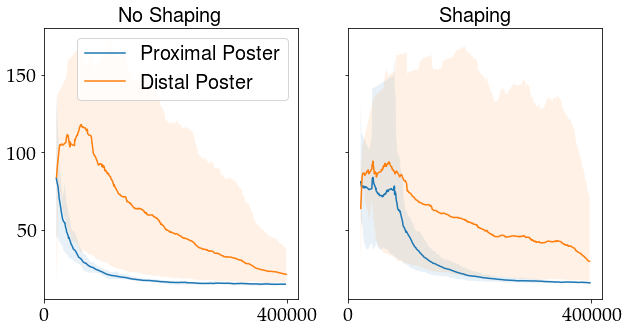 No Shaping
Shaping
Proximal Poster
Distal Poster
150
100
50
0
400000
0
400000